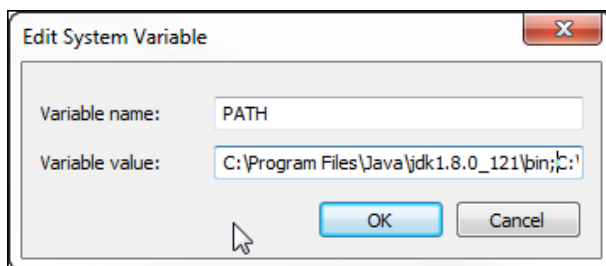 Edit System Variable
Variable name: PATH
Variable value: C:\Program Files\Java\jdk1.8.0_121\bin;C:\
OK Cancel